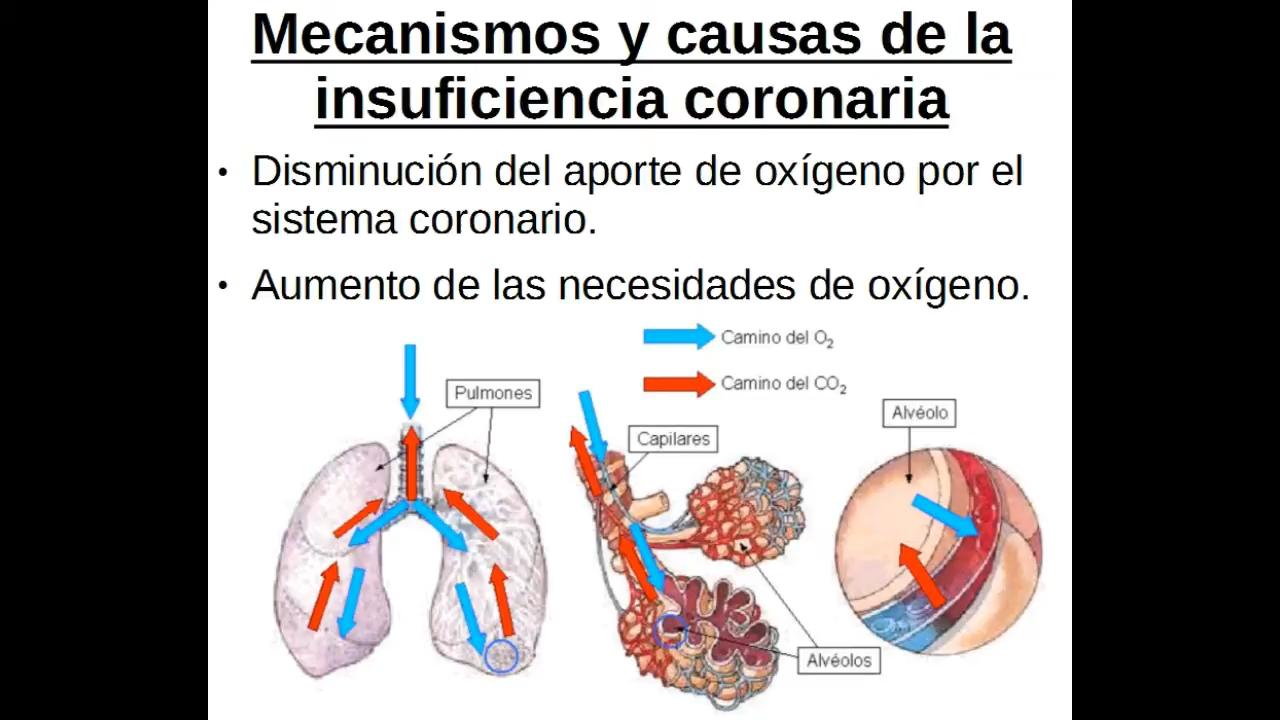 Mecanismos y causas de la
insuficiencia coronaria
• Disminución del aporte de oxígeno por el
sistema coronario.
• Aumento de las necesidades de oxígeno.
Camino del O₂
Camino del CO₂
Pulmones
Capilares
Alvéolo
Alvéolos